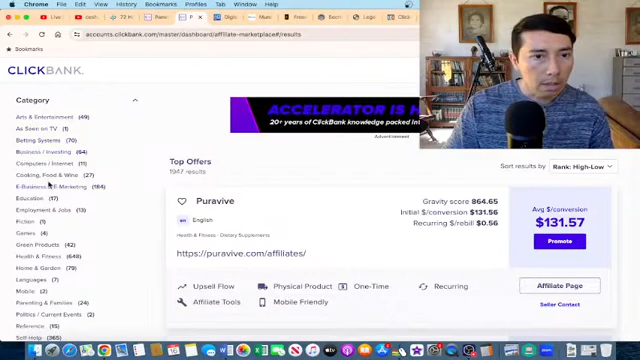 Chrome File Edit View History Bookmarks Profiles Tab Window Help
accounts.clickbank.com/master/dashboard/affiliate-marketplace#/results
Bookmarks
CLICKBANK
Category
Arts & Entertainment (49)
As Seen on TV (1)
Betting Systems (70)
Business / Investing (64)
Computers / Internet (11)
Cooking, Food & Wine (27)
E-Business & E-Marketing (184)
Education (17)
Employment & Jobs (13)
Fiction (1)
Games (4)
Green Products (42)
Health & Fitness (648)
Home & Garden (79)
Languages (7)
Mobile (2)
Parenting & Families (24)
Politics / Current Events (2)
Reference (15)
Self-Help (365)
ACCELERATOR IS H
20+ years of ClickBank knowledge packed int
Advertisement
Top Offers
1947 results
Sort results by
Rank: High-Low
Puravive
en English
Health & Fitness : Dietary Supplements
Gravity score 864.65
Initial $/conversion $131.56
Recurring $/rebill $0.56
Avg $/conversion
$131.57
Promote
https://puravive.com/affiliates/
Upsell Flow
Physical Product
One-Time
Recurring
Affiliate Tools
Mobile Friendly
Affiliate Page
Seller Contact